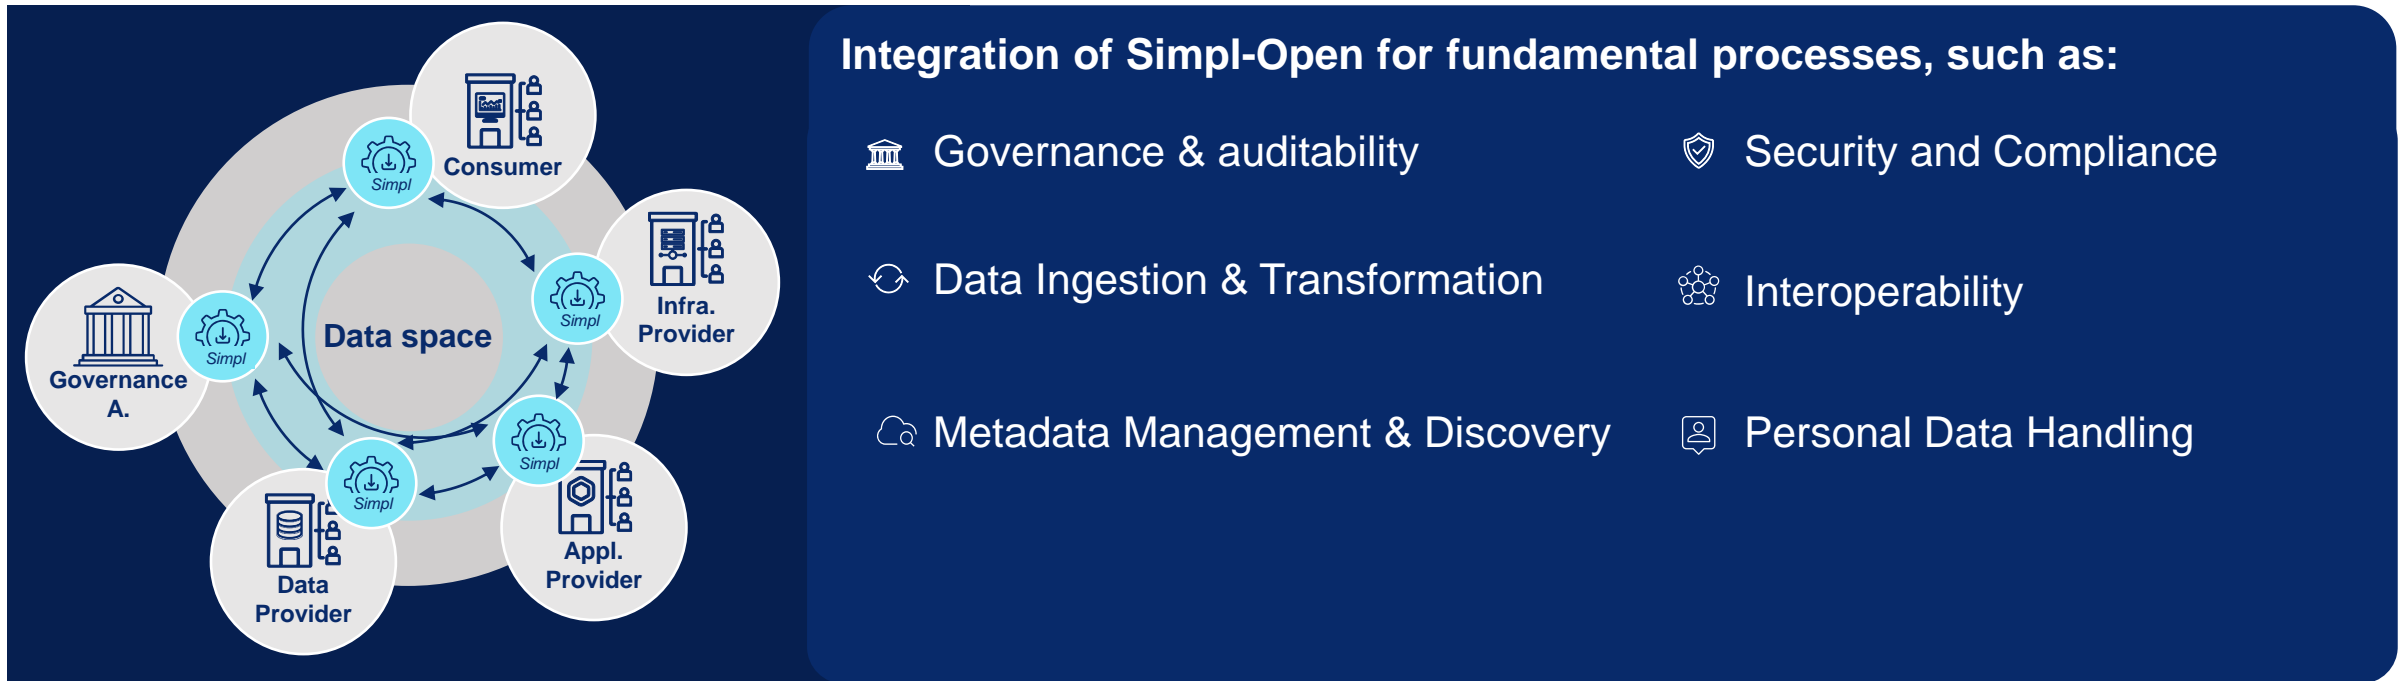 Simpl
Consumer
Simpl
Infra.
Provider
Simpl
Governance
A.
Data space
Simpl
Appl.
Provider
Simpl
Data
Provider
Integration of Simpl-Open for fundamental processes, such as:
Governance & auditability
Security and Compliance
Data Ingestion & Transformation
Interoperability
Metadata Management & Discovery
Personal Data Handling